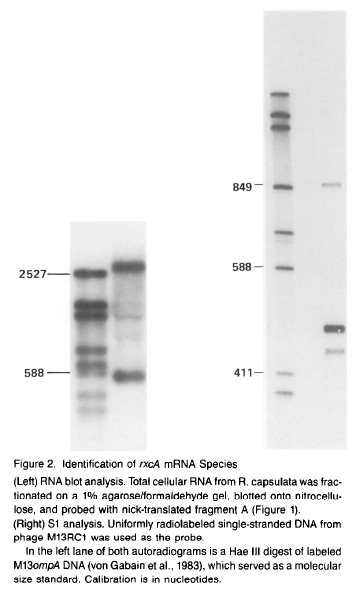 849
588
411
2527
588
Figure 2. Identification of rxcA mRNA Species
(Left) RNA blot analysis. Total cellular RNA from R. capsulata was frac-
tionated on a 1% agarose/formaldehyde gel, blotted onto nitrocellu-
lose, and probed with nick-translated fragment A (Figure 1).
(Right) S1 analysis. Uniformly radiolabeled single-stranded DNA from
phage M13RC1 was used as the probe.
In the left lane of both autoradiograms is a Hae III digest of labeled
M13ompA DNA (von Gabain et al., 1983), which served as a molecular
size standard. Calibration is in nucleotides.